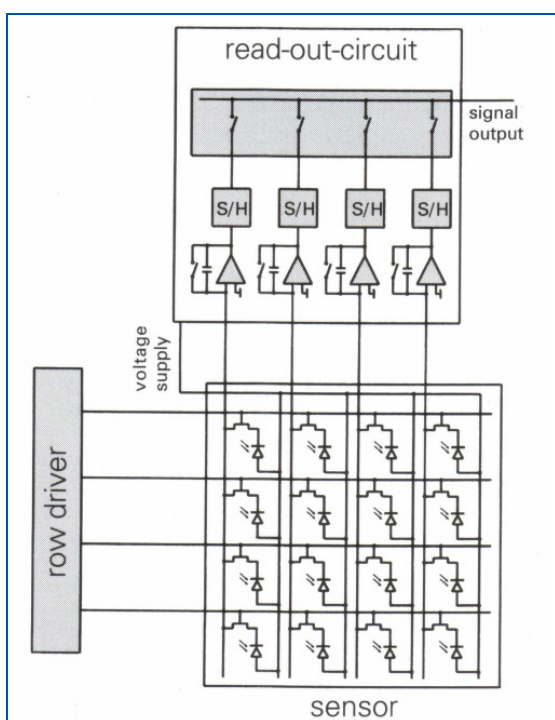 read-out-circuit
signal
output
S/H
S/H
S/H
S/H
voltage
supply
row driver
sensor